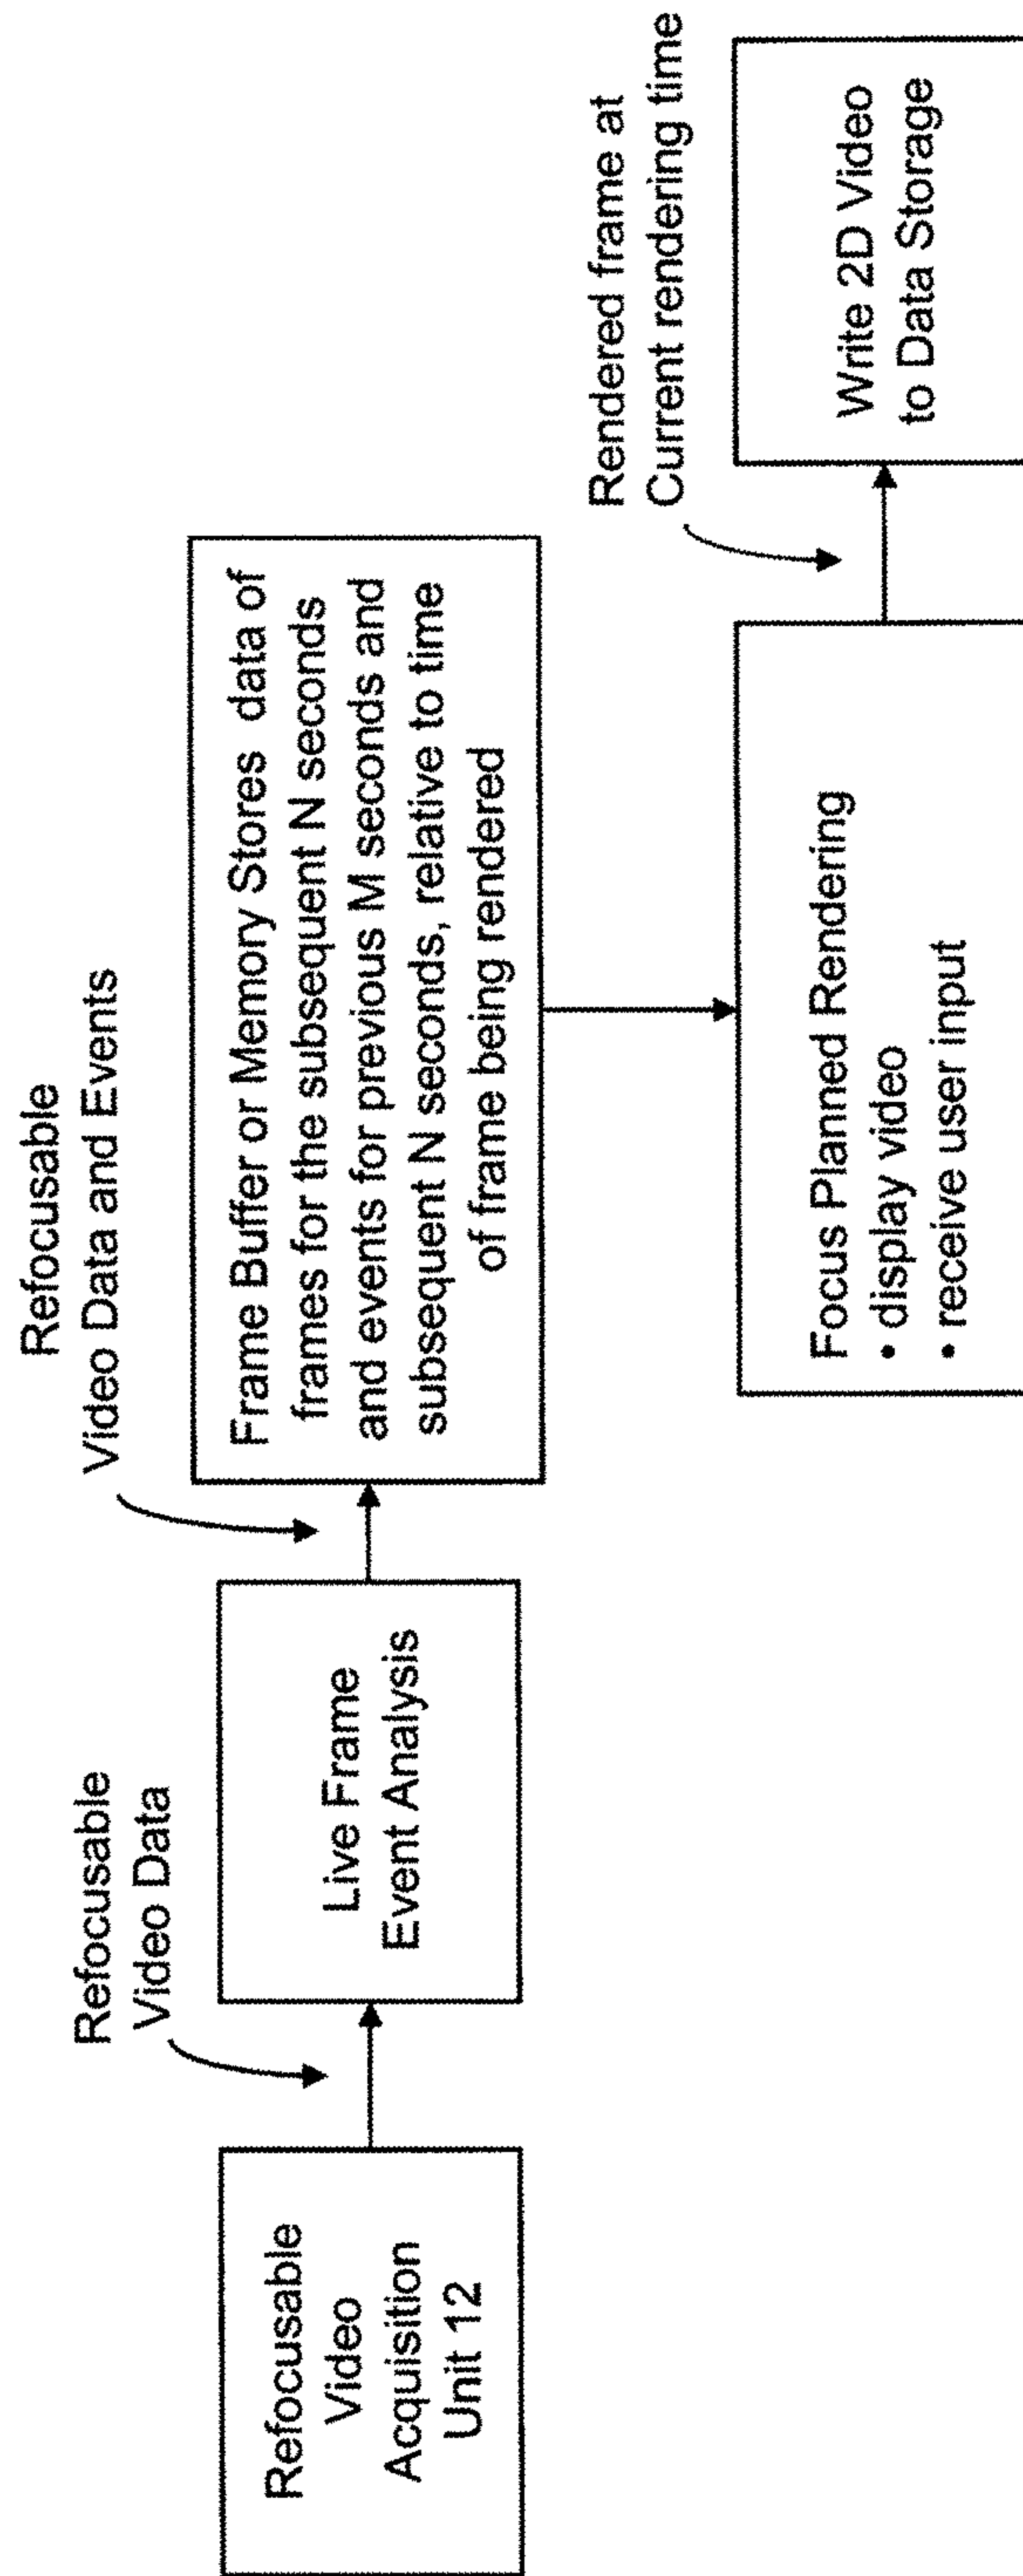 Refocusable
Video
Acquisition
Unit 12
Refocusable
Video Data
Live Frame
Event Analysis
Refocusable
Video Data and Events
Frame Buffer or Memory Stores data of
frames for the subsequent N seconds
and events for previous M seconds and
subsequent N seconds, relative to time
of frame being rendered
Focus Planned Rendering
• display video
• receive user input
Rendered frame at
Current rendering time
Write 2D Video
to Data Storage